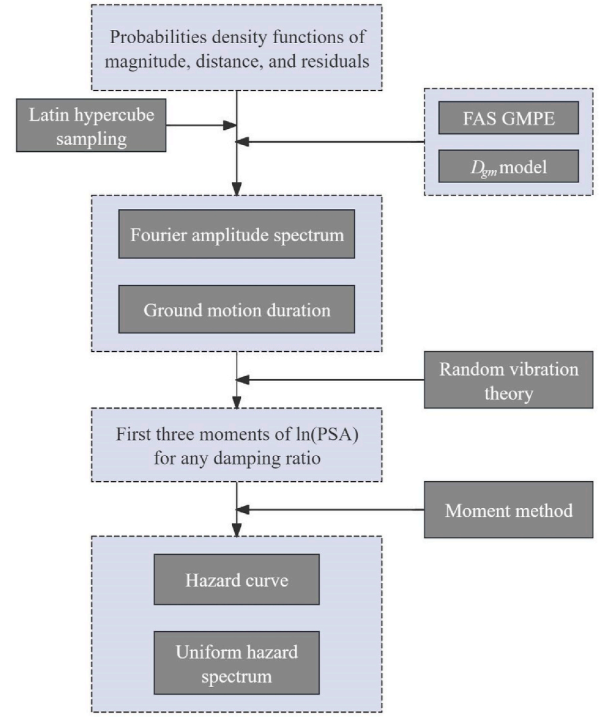 Probabilities density functions of
magnitude, distance, and residuals
Latin hypercube
sampling
FAS GMPE
Dgm model
Fourier amplitude spectrum
Ground motion duration
Random vibration
theory
First three moments of ln(PSA)
for any damping ratio
Moment method
Hazard curve
Uniform hazard
spectrum